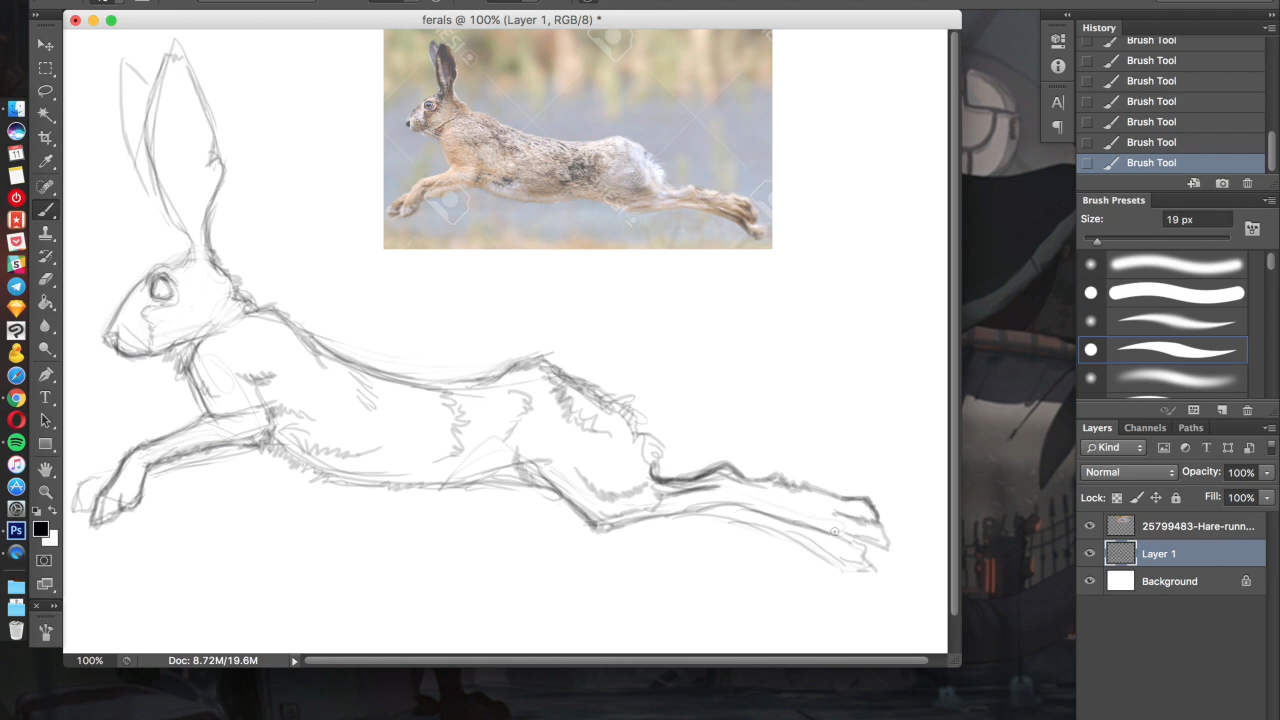 ferals @ 100% (Layer 1, RGB/8) *
History
Brush Tool
Brush Tool
Brush Tool
Brush Tool
Brush Tool
Brush Tool
Brush Tool
Brush Presets
Size:
19 px
Layers
Channels
Paths
Kind
Normal
Opacity:
100%
Lock:
Fill:
100%
25799483-Hare-runn...
Layer 1
Background
11
Ps
100%
Doc: 8.72M/19.6M